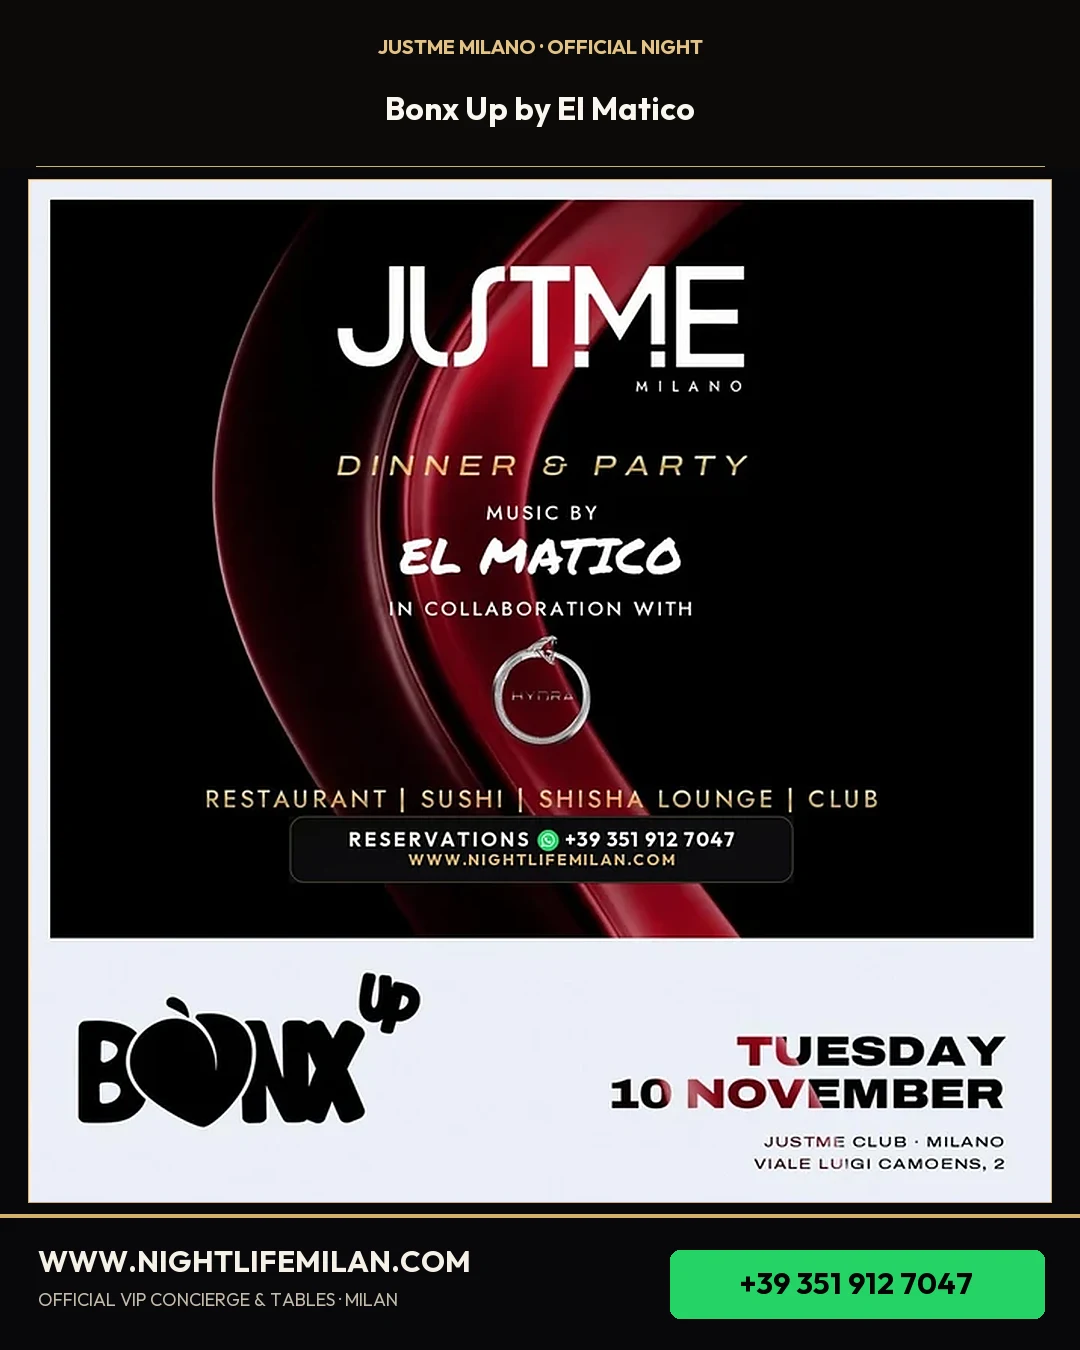 JUSTME MILANO · OFFICIAL NIGHT
Bonx Up by El Matico
JUSTME
MILANO
DINNER & PARTY
MUSIC BY
EL MATICO
IN COLLABORATION WITH
HYDRA
RESTAURANT | SUSHI | SHISHA LOUNGE | CLUB
RESERVATIONS +39 351 912 7047
WWW.NIGHTLIFEMILAN.COM
BÒNX UP
TUESDAY
10 NOVEMBER
JUSTME CLUB · MILANO
VIALE LUIGI CAMOENS, 2
WWW.NIGHTLIFEMILAN.COM
OFFICIAL VIP CONCIERGE & TABLES · MILAN
+39 351 912 7047